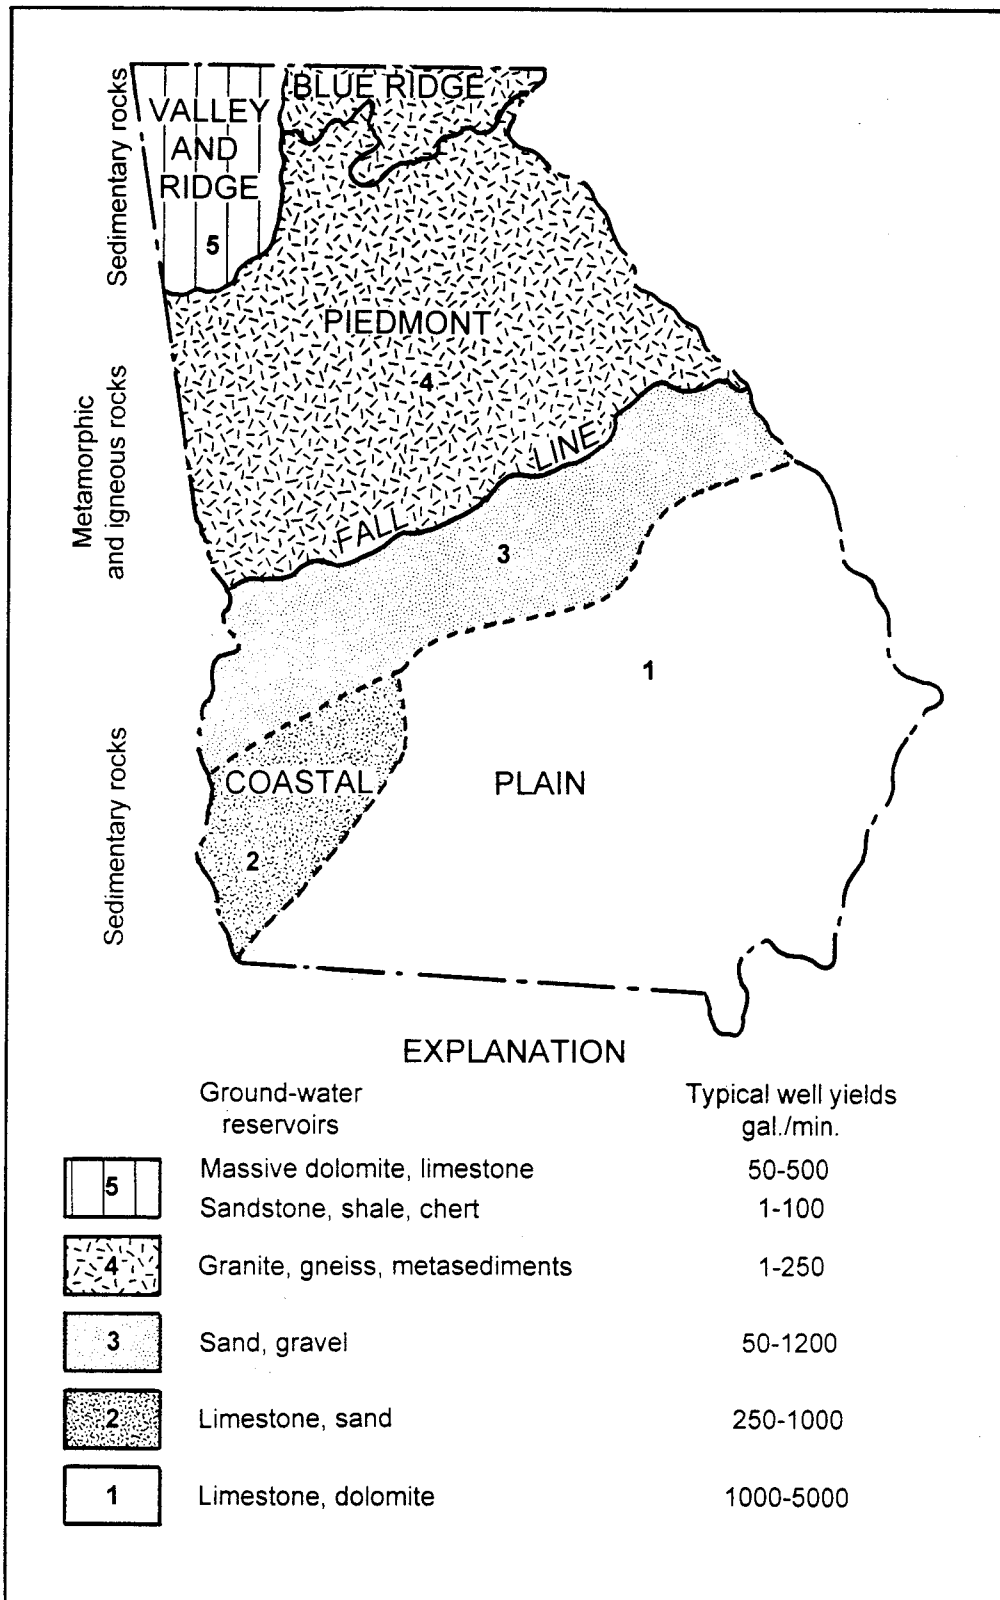 BLUE RIDGE
VALLEY
AND
RIDGE
5
Sedimentary rocks
PIEDMONT
4
Metamorphic
and igneous rocks
FALL LINE
3
1
Sedimentary rocks
COASTAL PLAIN
2
EXPLANATION
Ground-water
reservoirs
Typical well yields
gal./min.
5 Massive dolomite, limestone 50-500
Sandstone, shale, chert 1-100
4 Granite, gneiss, metasediments 1-250
3 Sand, gravel 50-1200
2 Limestone, sand 250-1000
1 Limestone, dolomite 1000-5000